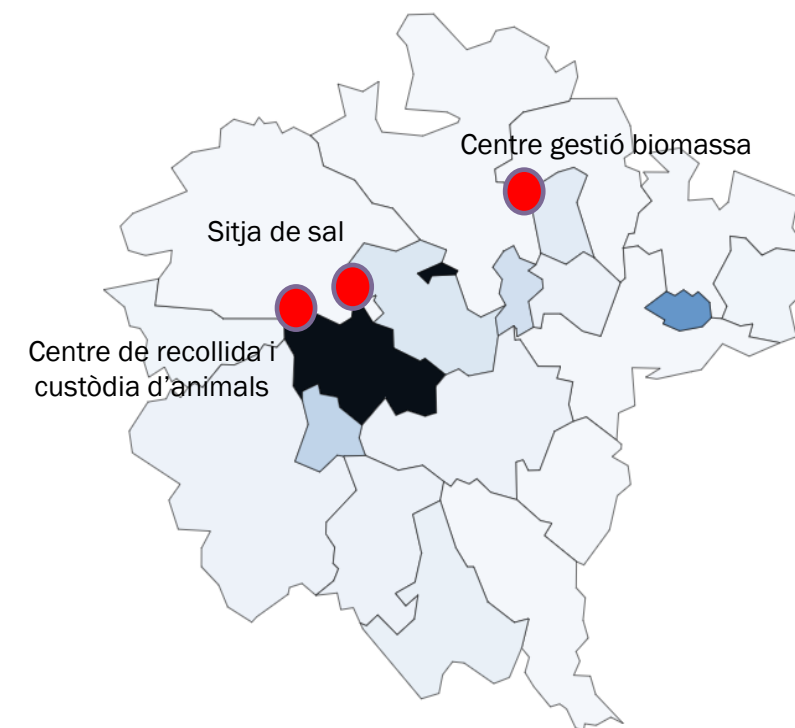 Centre gestió biomassa
Sitja de sal
Centre de recollida i
custòdia d'animals